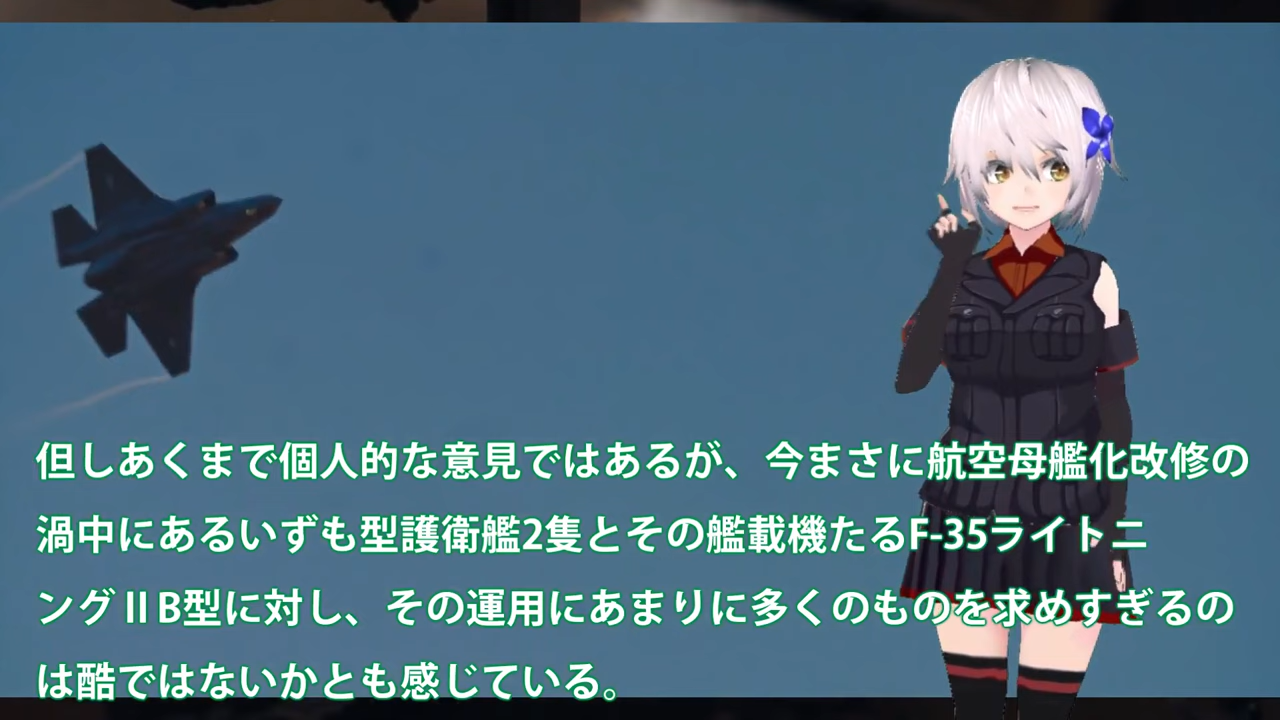 但しあくまで個人的な意見ではあるが、今まさに航空母艦化改修の
渦中にあるいずも型護衛艦2隻とその艦載機たるF-35ライトニ
ングⅡB型に対し、その運用にあまりに多くのものを求めすぎるの
は酷ではないかとも感じている。